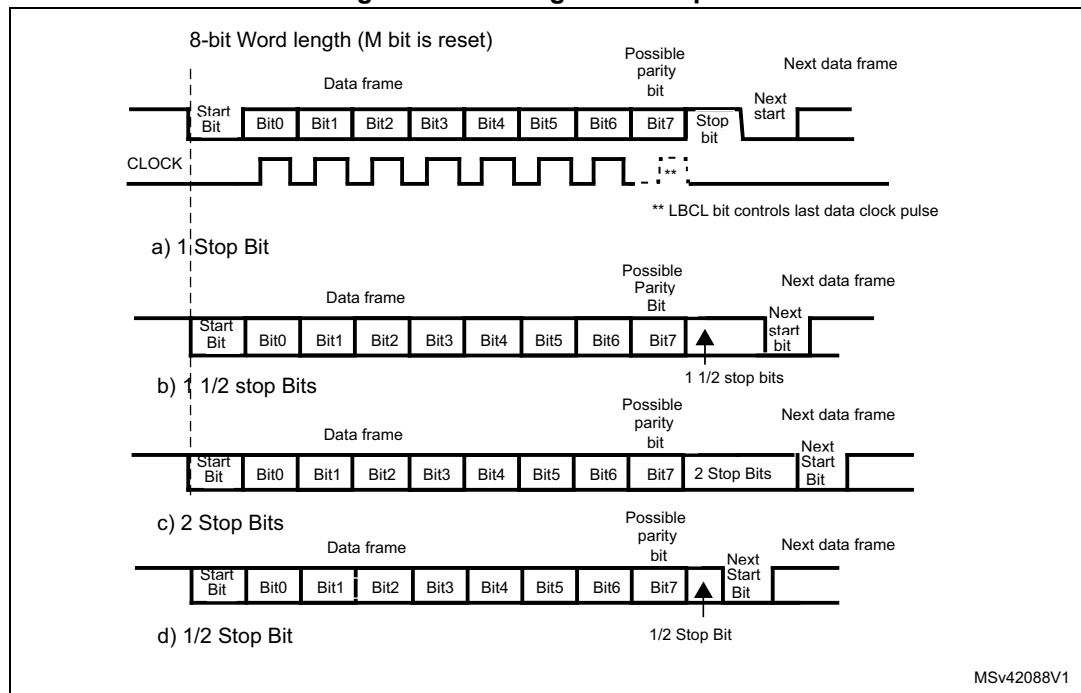 8-bit Word length (M bit is reset)
Possible parity bit
Next data frame
Data frame
Next start
Start Bit Bit0 Bit1 Bit2 Bit3 Bit4 Bit5 Bit6 Bit7 Stop bit
CLOCK
**
** LBCL bit controls last data clock pulse
a) 1 Stop Bit
Possible Parity Bit
Next data frame
Data frame
Next start bit
Start Bit Bit0 Bit1 Bit2 Bit3 Bit4 Bit5 Bit6 Bit7
1 1/2 stop bits
b) 1 1/2 stop Bits
Possible parity bit
Next data frame
Data frame
Next Start Bit
Start Bit Bit0 Bit1 Bit2 Bit3 Bit4 Bit5 Bit6 Bit7 2 Stop Bits
c) 2 Stop Bits
Possible parity bit
Next data frame
Data frame
Next Start Bit
Start Bit Bit0 Bit1 Bit2 Bit3 Bit4 Bit5 Bit6 Bit7
1/2 Stop Bit
d) 1/2 Stop Bit
MSv42088V1